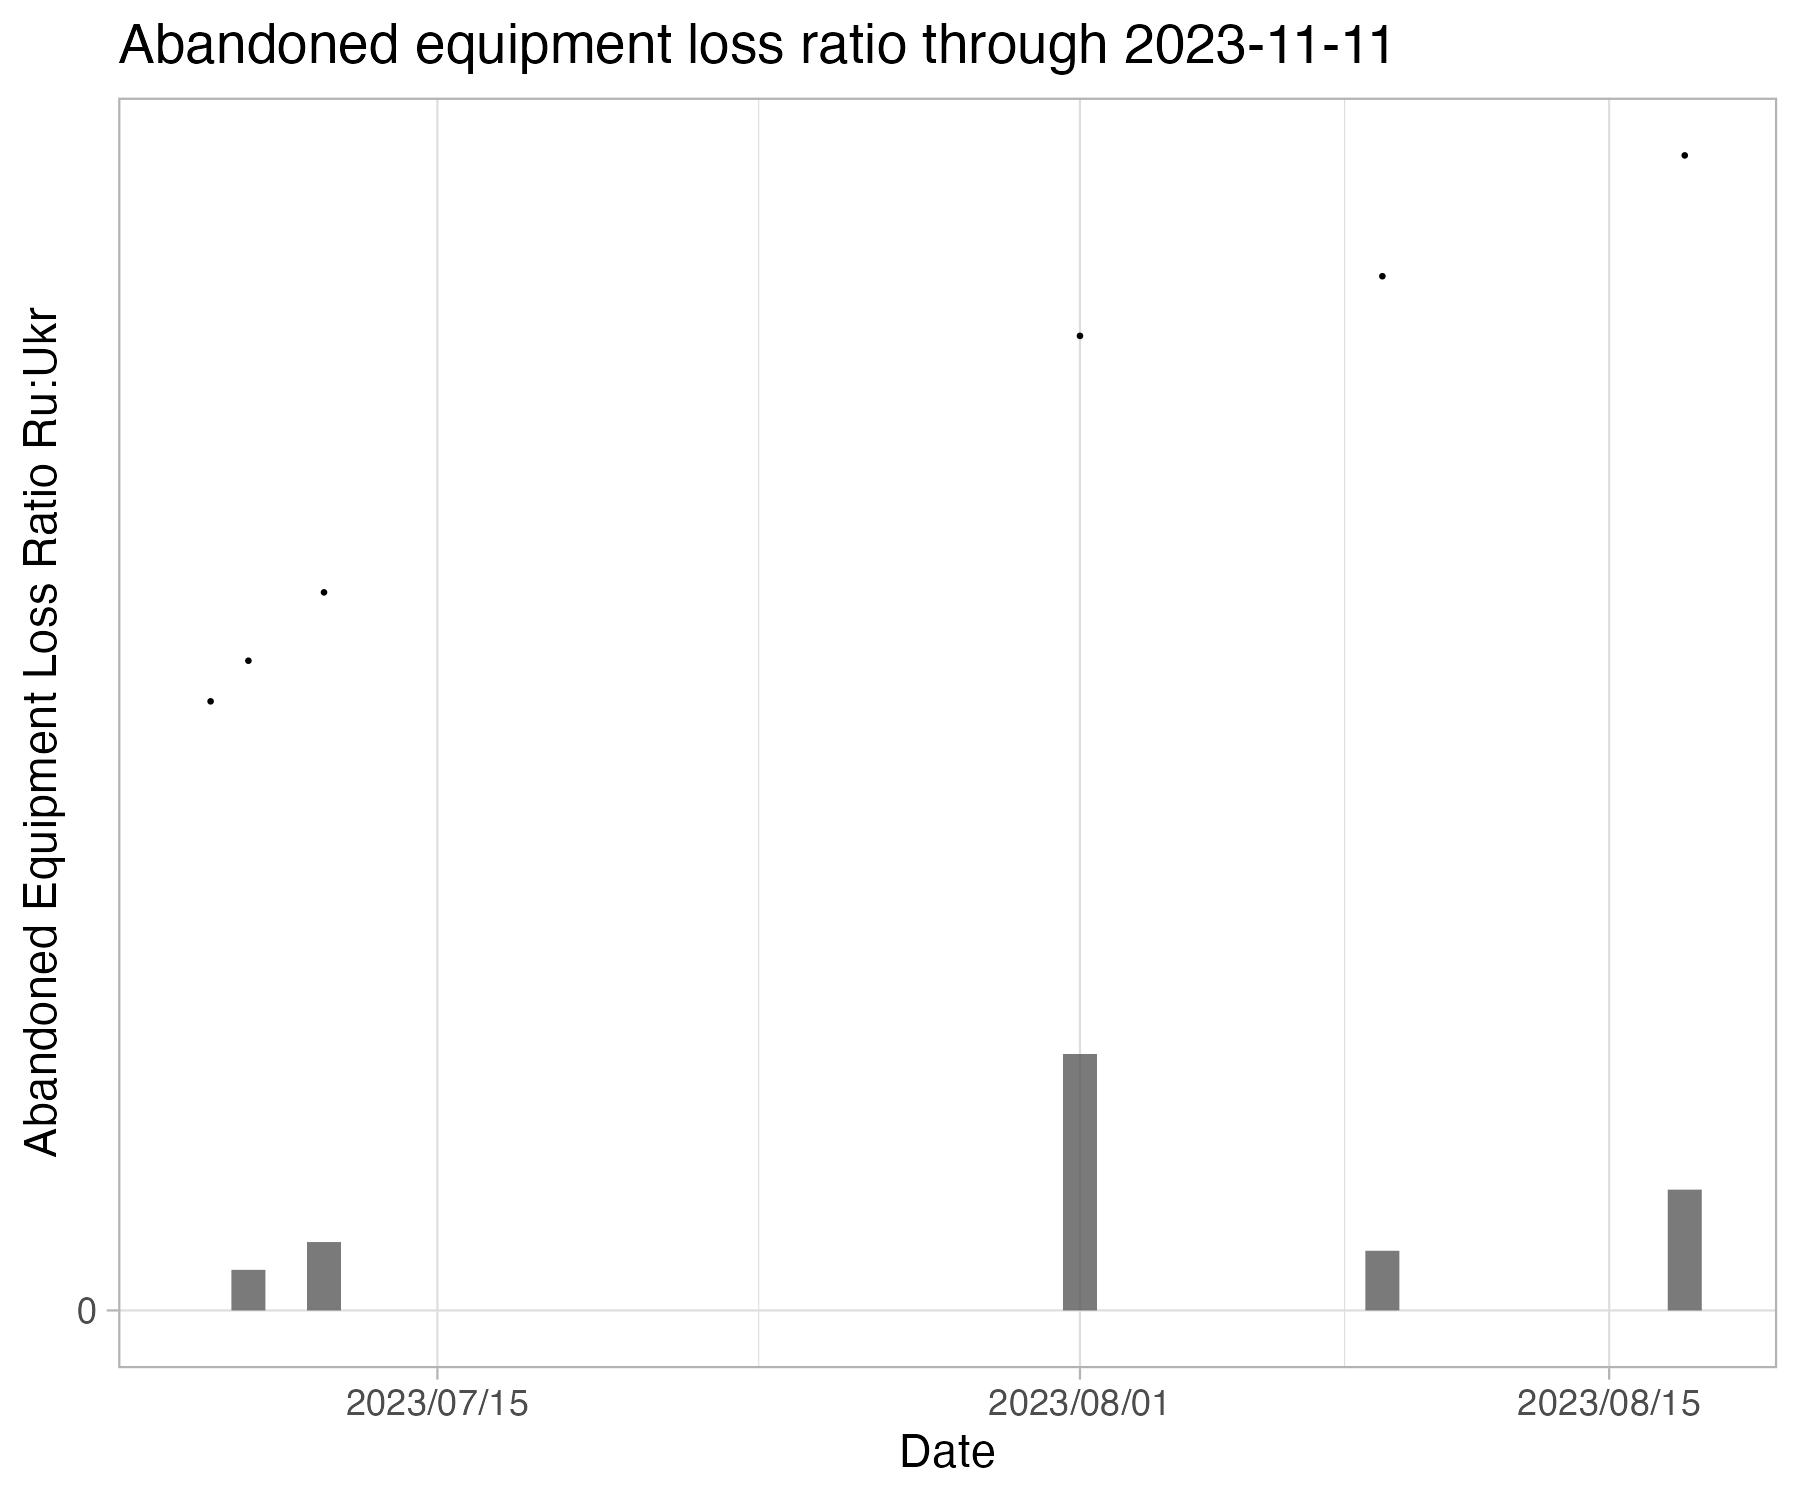 Abandoned equipment loss ratio through 2023-11-11
Abandoned Equipment Loss Ratio Ru:Ukr
0
2023/07/15
2023/08/01
2023/08/15
Date